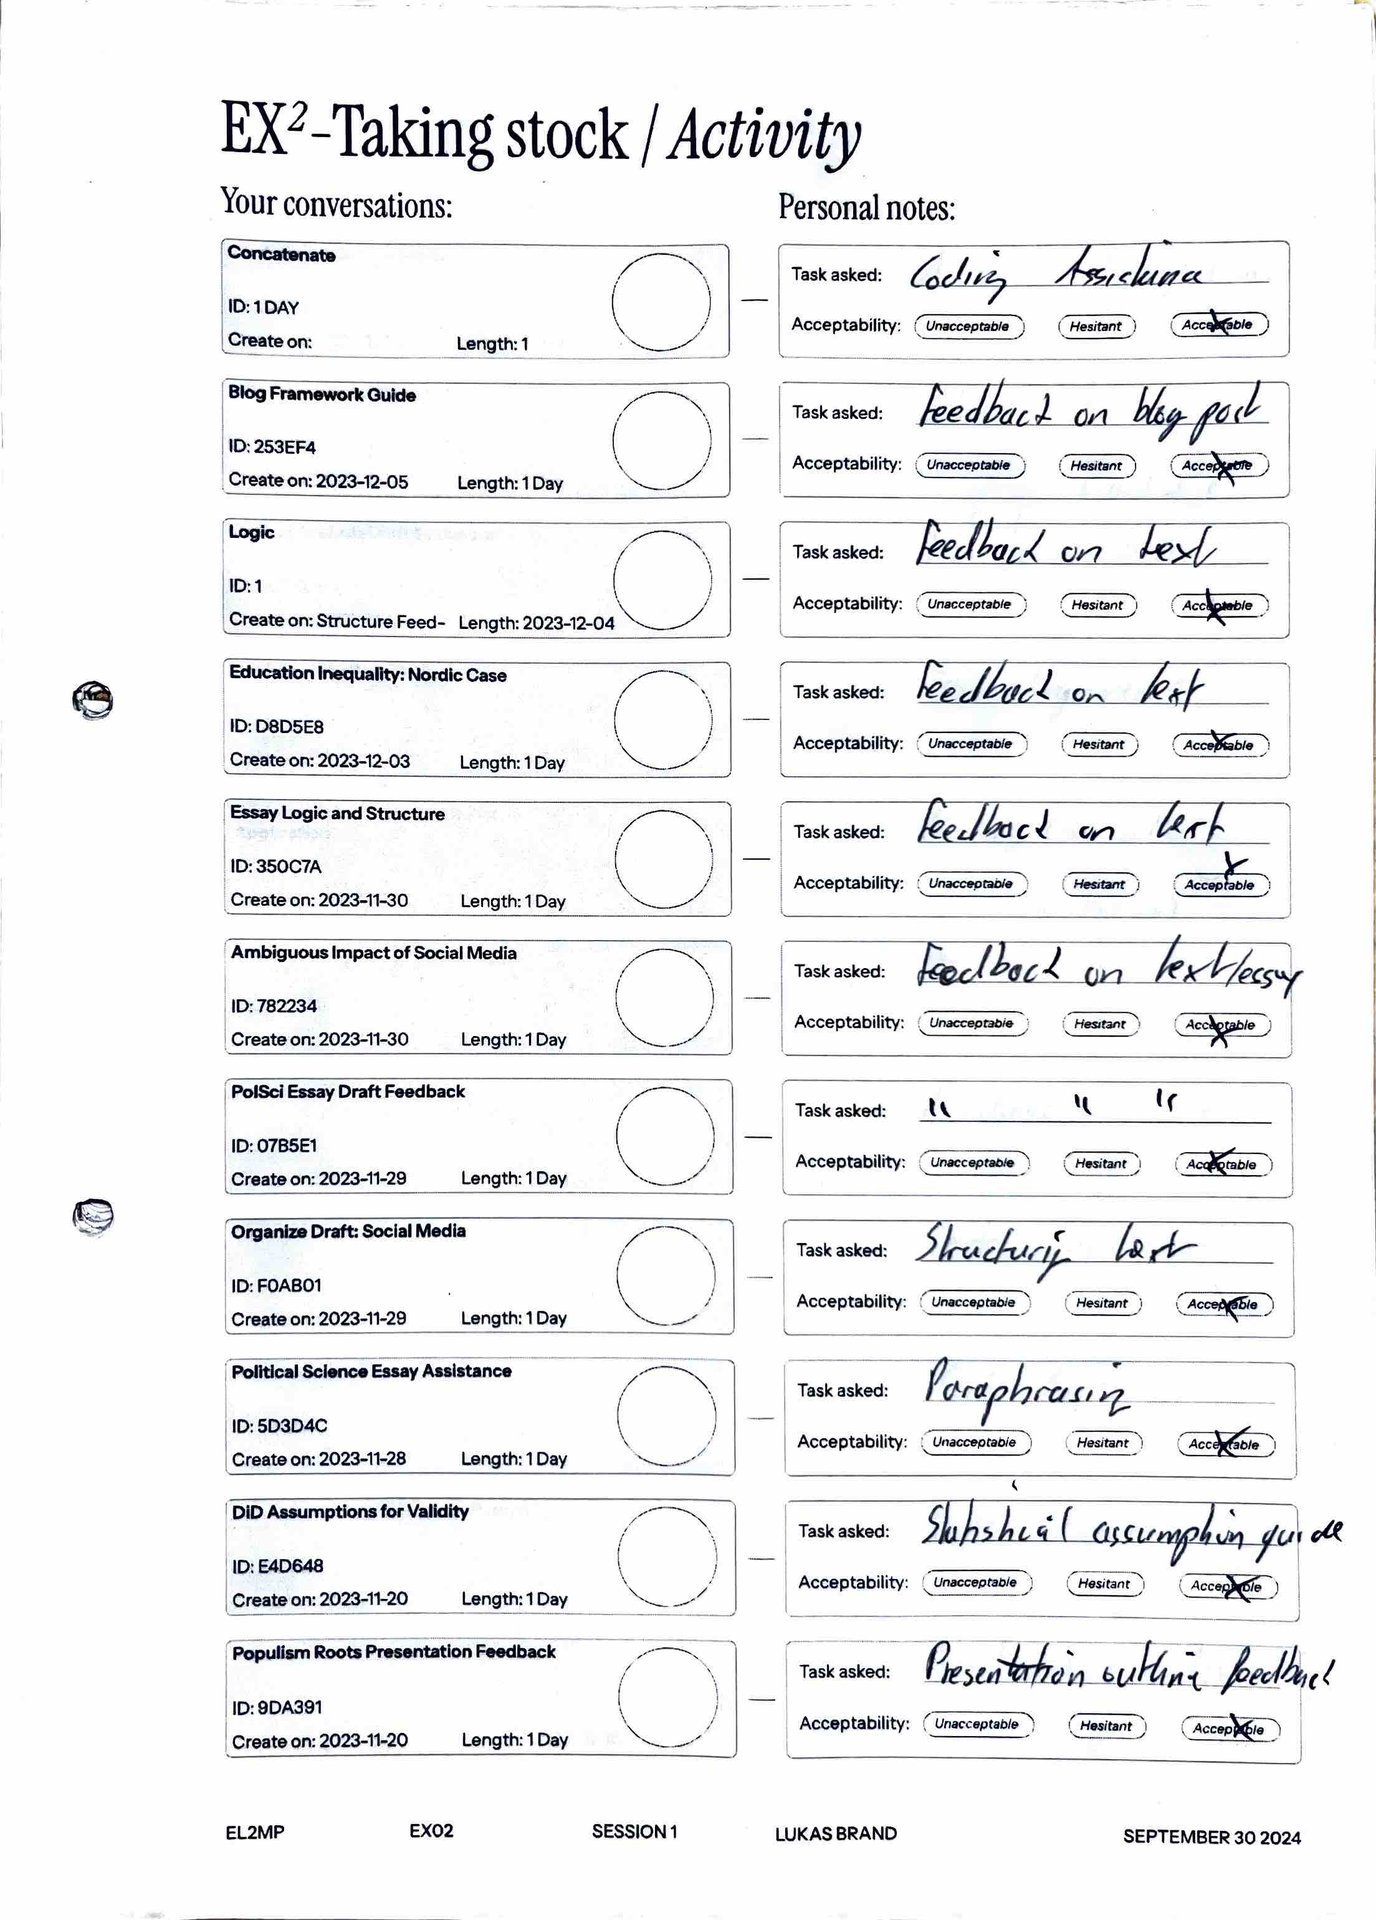 EX²-Taking stock / Activity
Your conversations:
Personal notes:
Concatenate
ID: 1 DAY
Create on: Length: 1
Task asked: Coding Assistance
Acceptability: Unacceptable Hesitant Acceptable
Blog Framework Guide
ID: 253EF4
Create on: 2023-12-05 Length: 1 Day
Task asked: Feedback on blog post
Acceptability: Unacceptable Hesitant Acceptable
Logic
ID: 1
Create on: Structure Feed- Length: 2023-12-04
Task asked: Feedback on text
Acceptability: Unacceptable Hesitant Acceptable
Education Inequality: Nordic Case
ID: D8D5E8
Create on: 2023-12-03 Length: 1 Day
Task asked: Feedback on text
Acceptability: Unacceptable Hesitant Acceptable
Essay Logic and Structure
ID: 350C7A
Create on: 2023-11-30 Length: 1 Day
Task asked: Feedback on text
Acceptability: Unacceptable Hesitant Acceptable
Ambiguous Impact of Social Media
ID: 782234
Create on: 2023-11-30 Length: 1 Day
Task asked: Feedback on text/essay
Acceptability: Unacceptable Hesitant Acceptable
PolSci Essay Draft Feedback
ID: 07B5E1
Create on: 2023-11-29 Length: 1 Day
Task asked: " " "
Acceptability: Unacceptable Hesitant Acceptable
Organize Draft: Social Media
ID: F0AB01
Create on: 2023-11-29 Length: 1 Day
Task asked: Structuring text
Acceptability: Unacceptable Hesitant Acceptable
Political Science Essay Assistance
ID: 5D3D4C
Create on: 2023-11-28 Length: 1 Day
Task asked: Paraphrasing
Acceptability: Unacceptable Hesitant Acceptable
DiD Assumptions for Validity
ID: E4D648
Create on: 2023-11-20 Length: 1 Day
Task asked: Statistical assumption guide
Acceptability: Unacceptable Hesitant Acceptable
Populism Roots Presentation Feedback
ID: 9DA391
Create on: 2023-11-20 Length: 1 Day
Task asked: Presentation outline feedback
Acceptability: Unacceptable Hesitant Acceptable
EL2MP EX02 SESSION 1 LUKAS BRAND SEPTEMBER 30 2024